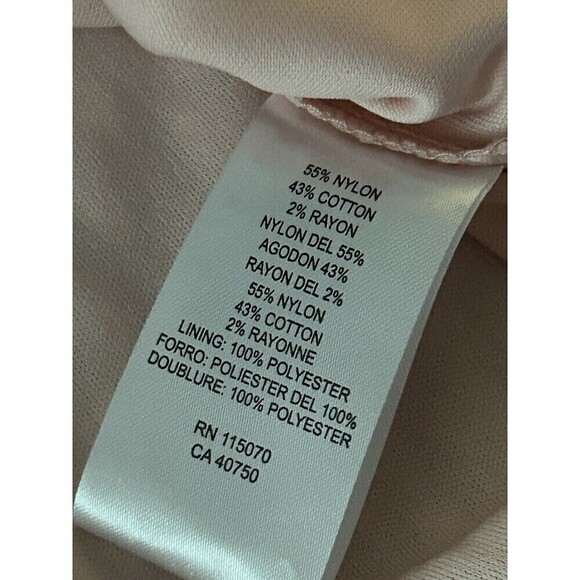 55% NYLON
43% COTTON
2% RAYON
NYLON DEL 55%
AGODON 43%
RAYON DEL 2%
55% NYLON
43% COTTON
2% RAYONNE
LINING: 100% POLYESTER
FORRO: POLIESTER DEL 100%
DOUBLURE: 100% POLYESTER
RN 115070
CA 40750